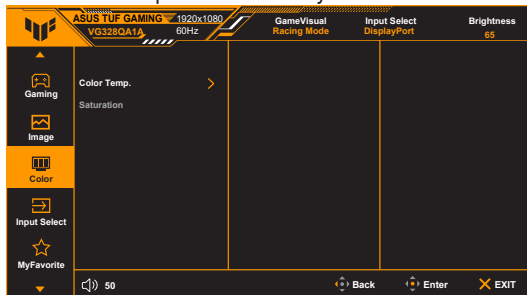 ASUS TUF GAMING 1920x1080
VG328QA1A 60Hz
GameVisual
Racing Mode
Input Select
DisplayPort
Brightness
65
Gaming
Image
Color
Input Select
MyFavorite
Color Temp.
Saturation
50
Back
Enter
EXIT